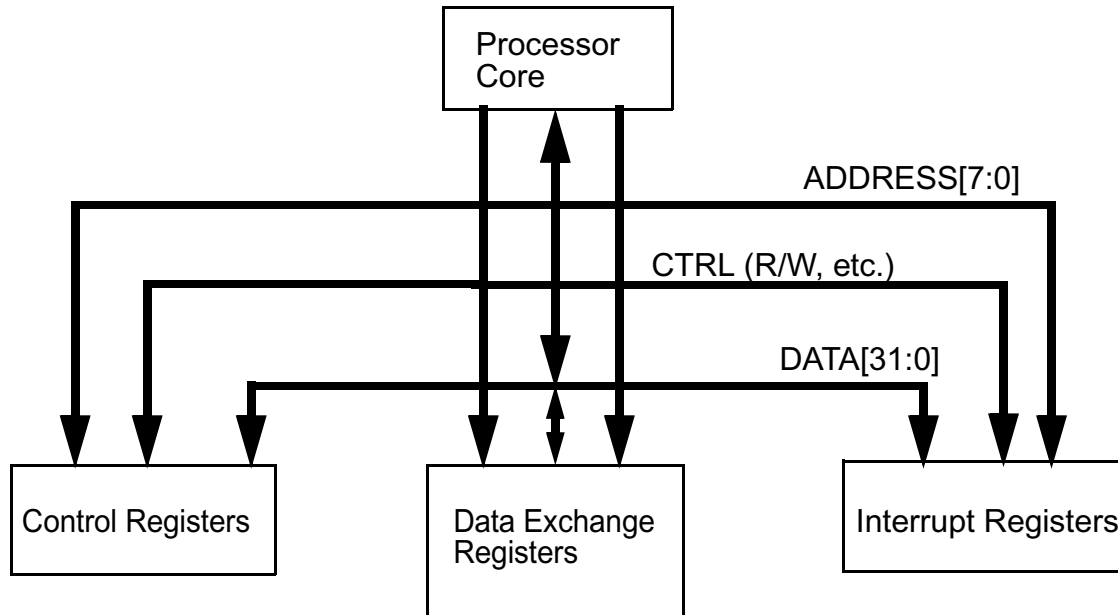 Processor
Core
ADDRESS[7:0]
CTRL (R/W, etc.)
DATA[31:0]
Control Registers
Data Exchange
Registers
Interrupt Registers